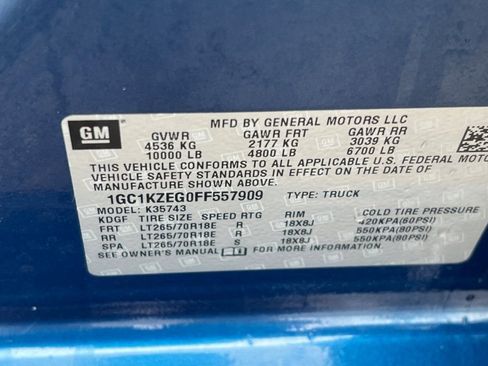 MFD BY GENERAL MOTORS LLC
GM
GVWR GAWR FRT GAWR RR
4536 KG 2177 KG 3039 KG
10000 LB 4800 LB 6700 LB
THIS VEHICLE CONFORMS TO ALL APPLICABLE U.S. FEDERAL MOTOR
VEHICLE SAFETY STANDARDS IN EFFECT ON THE DATE OF
1GC1KZEG0FF557909 TYPE: TRUCK
MODEL: K35743
KDGF TIRE SIZE SPEED RTG RIM COLD TIRE PRESSURE
FRT LT265/70R18E R 18X8J 420KPA(60PSI)
RR LT265/70R18E R 18X8J 550KPA(80PSI)
SPA LT265/70R18E S 18X8J 550KPA(80PSI)
SEE OWNER'S MANUAL FOR MORE INFORMATION.